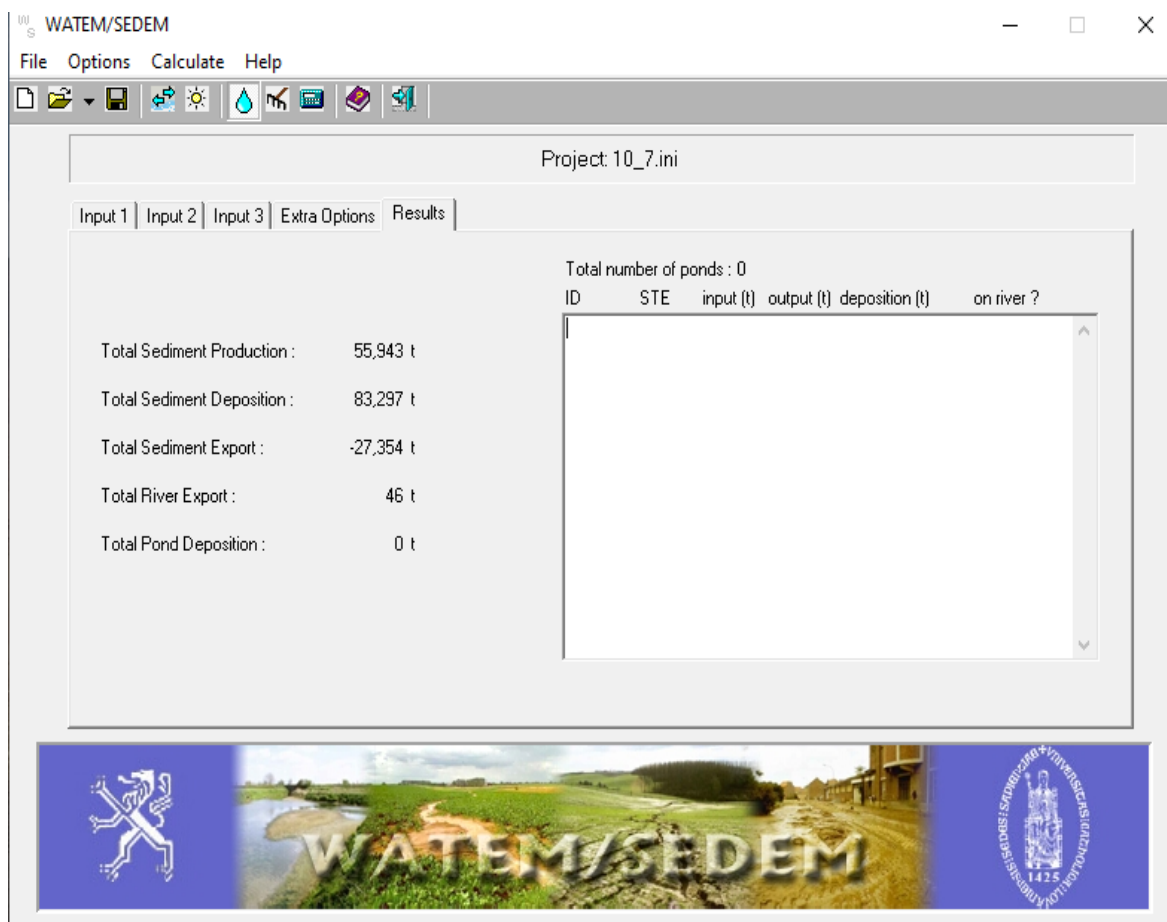 WS WATEM/SEDEM
File Options Calculate Help
Project: 10_7.ini
Input 1 Input 2 Input 3 Extra Options Results
Total number of ponds : 0
ID STE input (t) output (t) deposition (t) on river ?
Total Sediment Production : 55,943 t
Total Sediment Deposition : 83,297 t
Total Sediment Export : -27,354 t
Total River Export : 46 t
Total Pond Deposition : 0 t
WATEM/SEDEM
1425